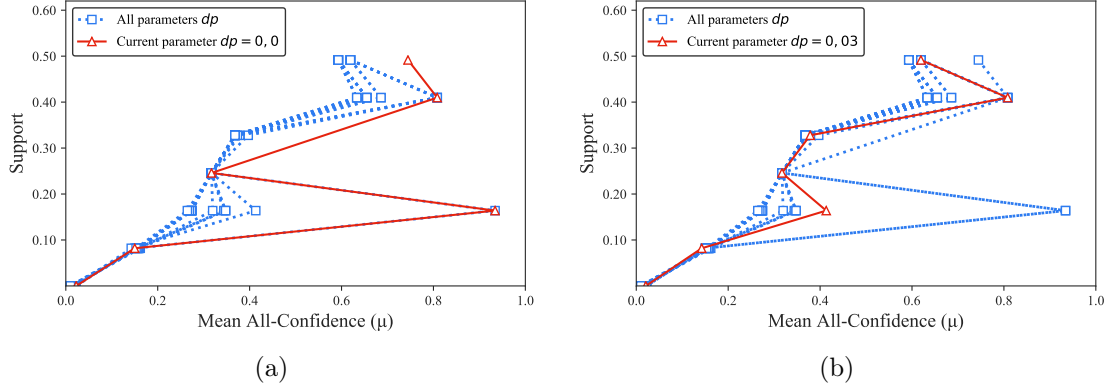 0.60
0.50
0.40
0.30
0.20
0.10
Support
All parameters dp
Current parameter dp = 0, 0
0.0 0.2 0.4 0.6 0.8 1.0
Mean All-Confidence (μ)
(a)
0.60
0.50
0.40
0.30
0.20
0.10
Support
All parameters dp
Current parameter dp = 0, 03
0.0 0.2 0.4 0.6 0.8 1.0
Mean All-Confidence (μ)
(b)